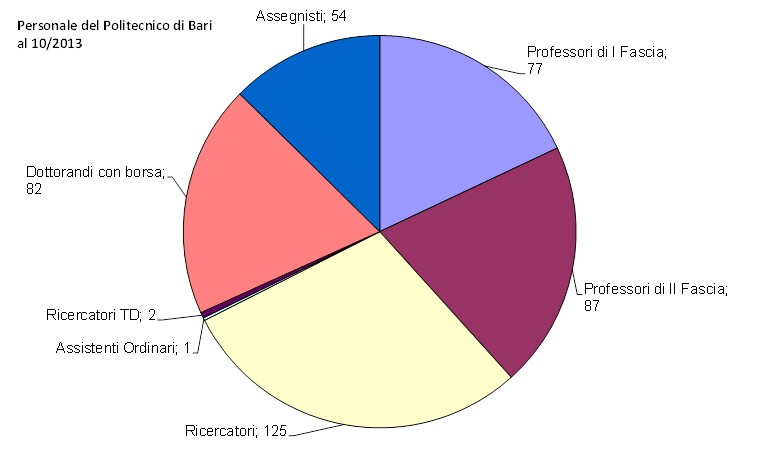 Personale del Politecnico di Bari
al 10/2013
Assegnisti; 54
Professori di I Fascia;
77
Dottorandi con borsa;
82
Professori di II Fascia;
87
Ricercatori TD; 2
Assistenti Ordinari; 1
Ricercatori; 125